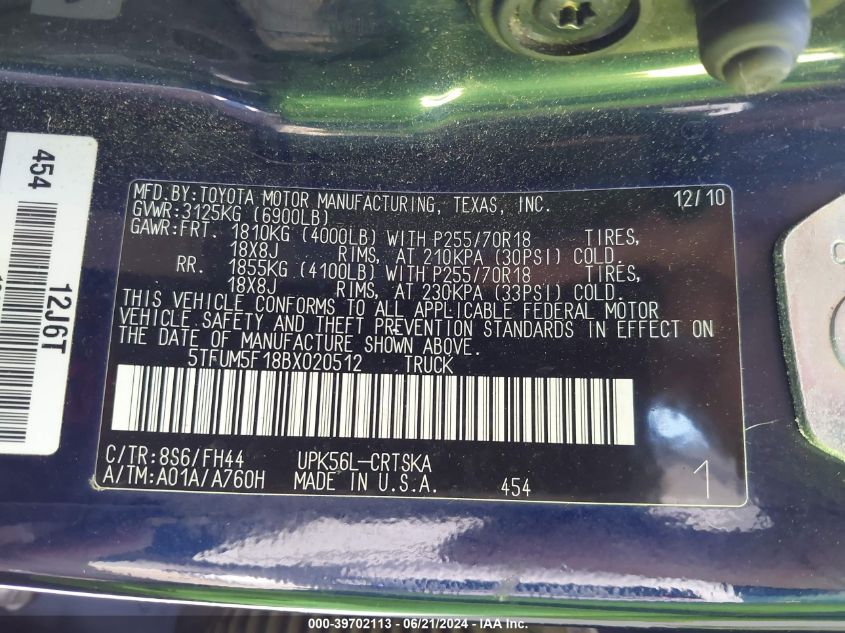 454
12J6T
MFD.BY:TOYOTA MOTOR MANUFACTURING, TEXAS, INC. 12/10
GVWR:3125KG (6900LB)
GAWR:FRT. 1810KG (4000LB) WITH P255/70R18 TIRES,
18X8J RIMS, AT 210KPA (30PSI) COLD.
RR. 1855KG (4100LB) WITH P255/70R18 TIRES,
18X8J RIMS, AT 230KPA (33PSI) COLD.
THIS VEHICLE CONFORMS TO ALL APPLICABLE FEDERAL MOTOR
VEHICLE SAFETY AND THEFT PREVENTION STANDARDS IN EFFECT ON
THE DATE OF MANUFACTURE SHOWN ABOVE.
5TFUM5F18BX020512 TRUCK
C/TR:8S6/FH44 UPK56L-CRTSKA
A/TM:A01A/A760H MADE IN U.S.A. 454 1
000-39702113 - 06/21/2024 - IAA Inc.